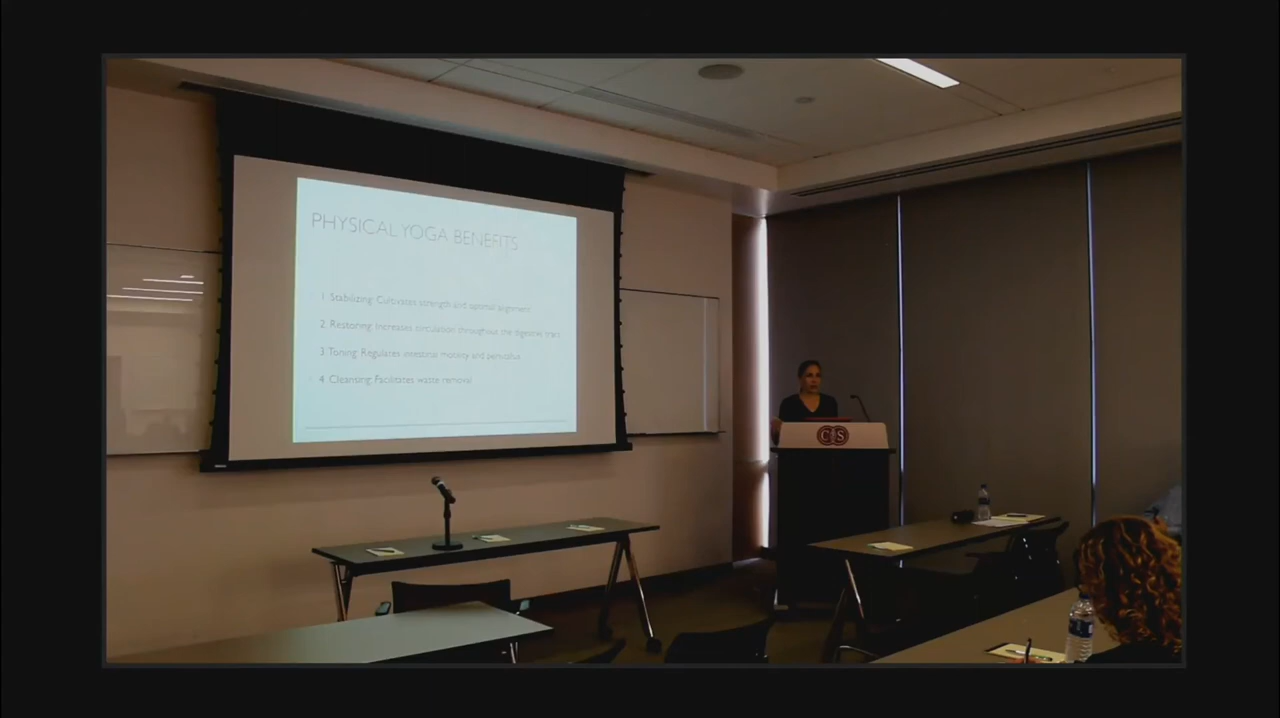 PHYSICAL YOGA BENEFITS
1 Stabilizing: Cultivates strength and optimal alignment
2. Restoring: Increases circulation throughout the digestive tract
3 Toning: Regulates intestinal motility and peristalsis
4 Cleansing: Facilitates waste removal